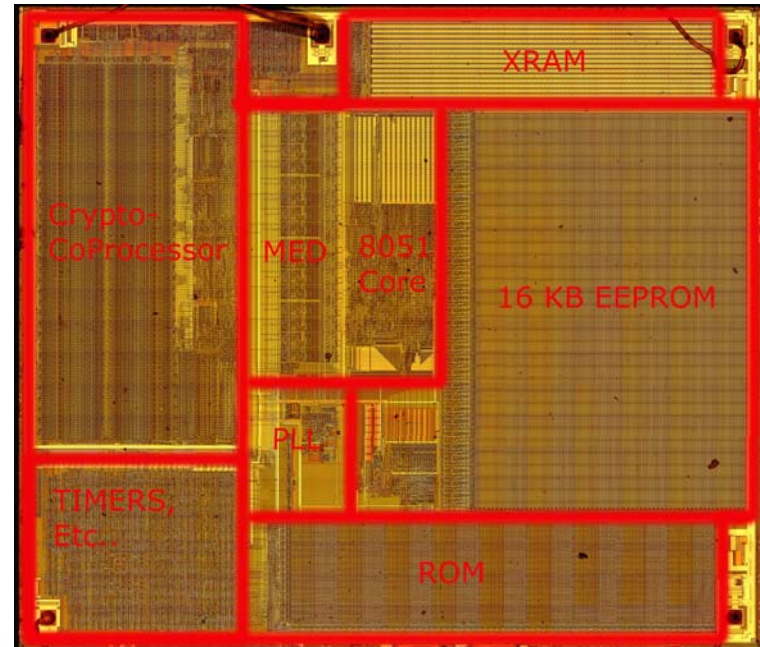 XRAM
Crypto-
CoProcessor
MED
8051
Core
16 KB EEPROM
PLL
TIMERS,
Etc..
ROM